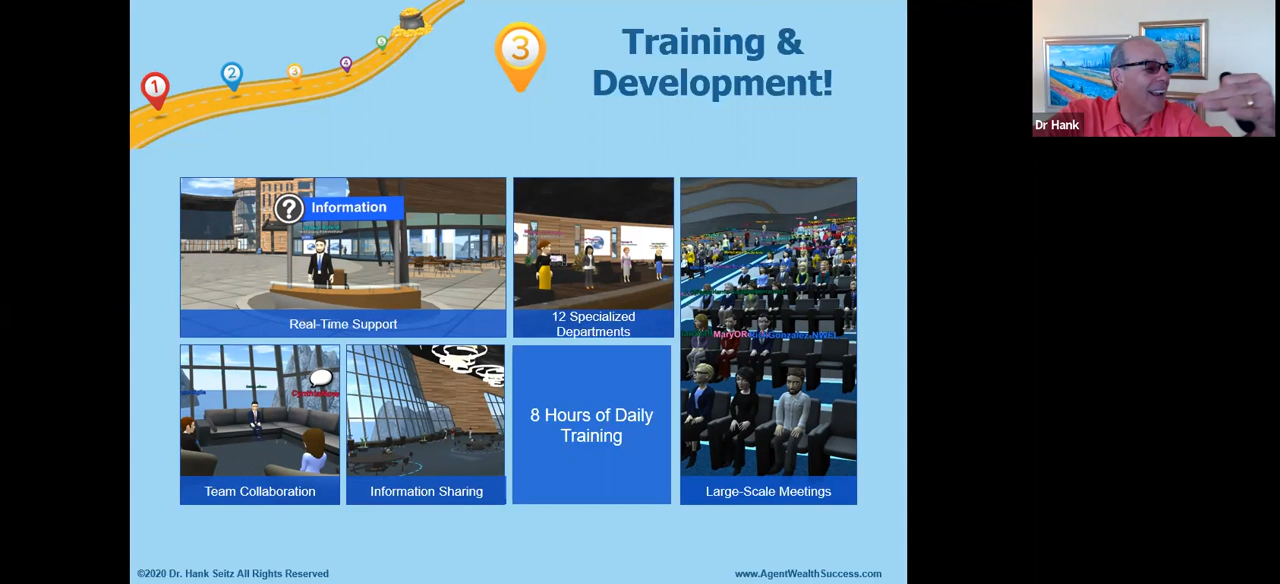 1
2
3
4
5
3
Training &
Development!
Dr Hank
?
Information
Real-Time Support
12 Specialized
Departments
MaryOR
Team Collaboration
Information Sharing
8 Hours of Daily
Training
Large-Scale Meetings
©2020 Dr. Hank Seitz All Rights Reserved
www.AgentWealthSuccess.com